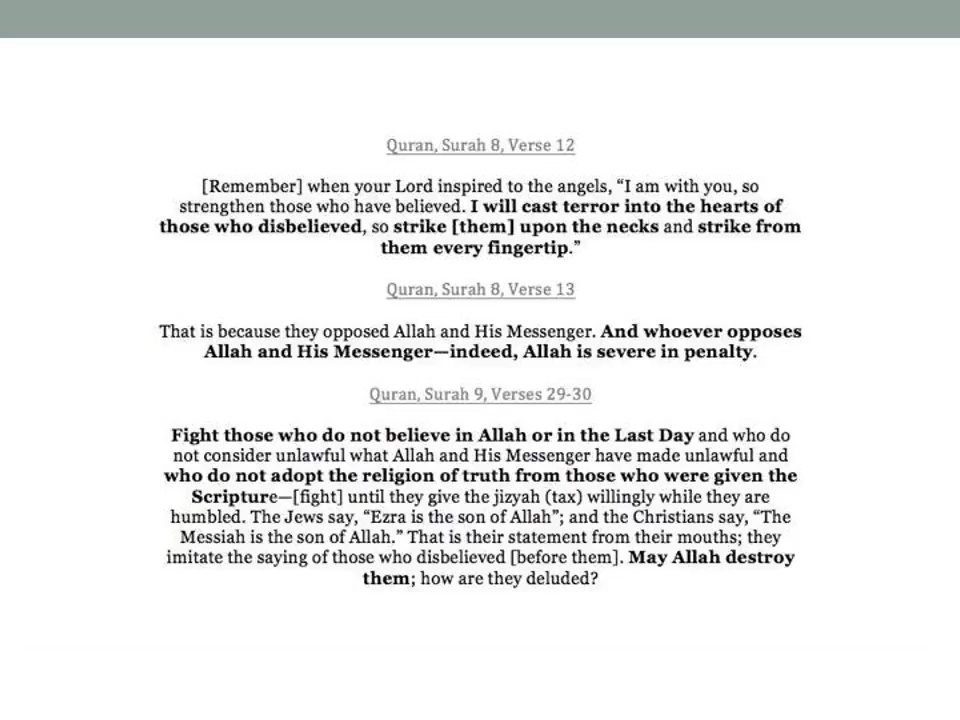 Quran, Surah 8, Verse 12
[Remember] when your Lord inspired to the angels, “I am with you, so
strengthen those who have believed. I will cast terror into the hearts of
those who disbelieved, so strike [them] upon the necks and strike from
them every fingertip.”
Quran, Surah 8, Verse 13
That is because they opposed Allah and His Messenger. And whoever opposes
Allah and His Messenger—indeed, Allah is severe in penalty.
Quran, Surah 9, Verses 29-30
Fight those who do not believe in Allah or in the Last Day and who do
not consider unlawful what Allah and His Messenger have made unlawful and
who do not adopt the religion of truth from those who were given the
Scripture—[fight] until they give the jizyah (tax) willingly while they are
humbled. The Jews say, “Ezra is the son of Allah”; and the Christians say, “The
Messiah is the son of Allah.” That is their statement from their mouths; they
imitate the saying of those who disbelieved [before them]. May Allah destroy
them; how are they deluded?